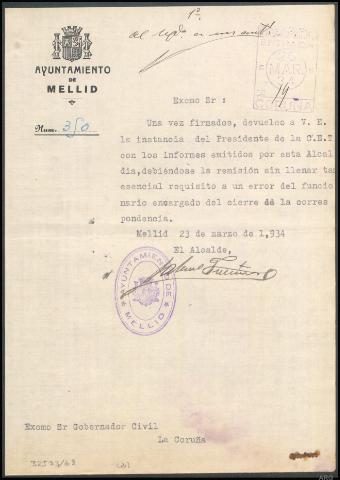 1º
AYUNTAMIENTO
DE
MELLID
Núm. 350
MAR
34
CORUÑA
Excmo Sr :
Una vez firmados, devuelvo a V. E.
la instancia del Presidente de la C.E.T
con los informes emitidos por esta Alcal
dia, debiéndose la remisión sin llenar tan
esencial requisito a un error del funcio
nario encargado del cierre de la corres
pondencia.
Mellid 23 de marzo de 1,934
El Alcalde,
AYUNTAMIENTO DE
MELLID
Excmo Sr Gobernador Civil
La Coruña